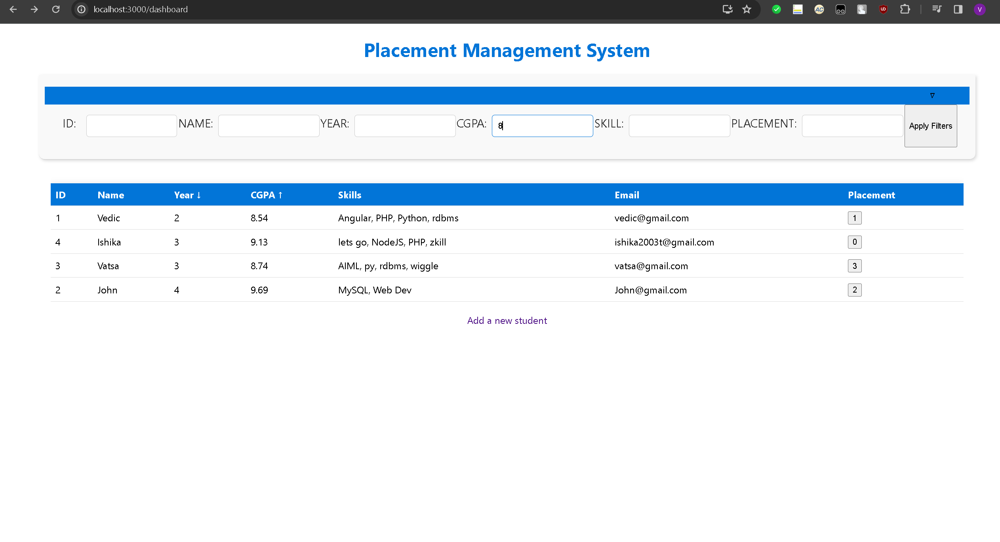 localhost:3000/dashboard
Placement Management System
▽
ID: NAME: YEAR: CGPA: 8 SKILL: PLACEMENT: Apply Filters
ID Name Year ↓ CGPA ↑ Skills Email Placement
1 Vedic 2 8.54 Angular, PHP, Python, rdbms vedic@gmail.com 1
4 Ishika 3 9.13 lets go, NodeJS, PHP, zkill ishika2003t@gmail.com 0
3 Vatsa 3 8.74 AIML, py, rdbms, wiggle vatsa@gmail.com 3
2 John 4 9.69 MySQL, Web Dev John@gmail.com 2
Add a new student
AC
V